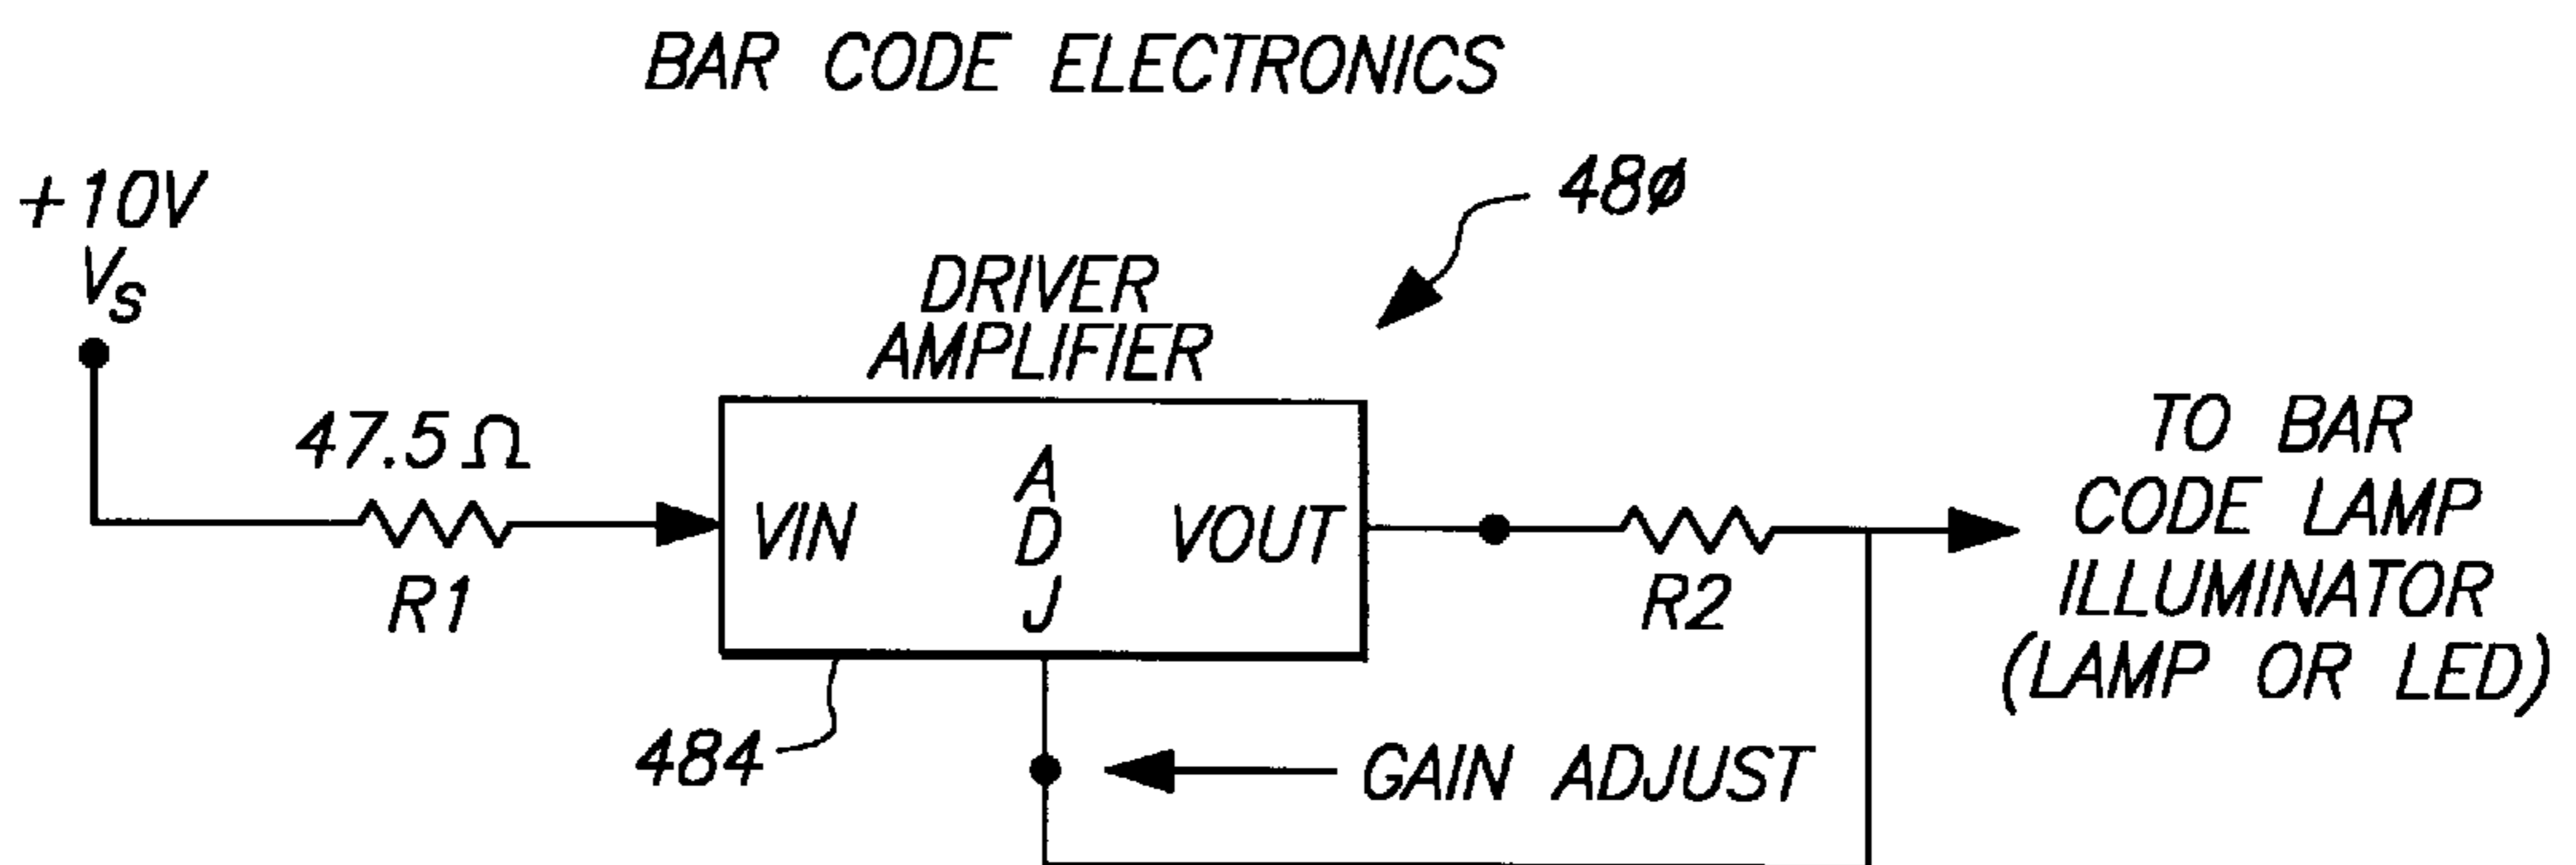 BAR CODE ELECTRONICS
48ø
+10V
VS
DRIVER
AMPLIFIER
47.5 Ω
R1
VIN
ADJ
VOUT
R2
TO BAR
CODE LAMP
ILLUMINATOR
(LAMP OR LED)
484
GAIN ADJUST